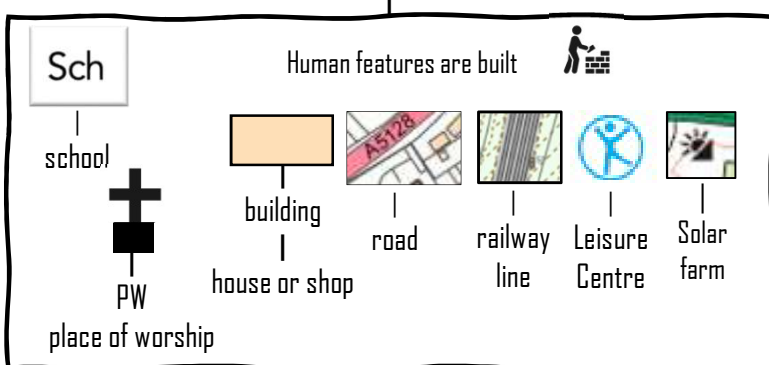 Sch
Human features are built
school
A5128
building
road
railway
line
Leisure
Centre
Solar
farm
house or shop
PW
place of worship